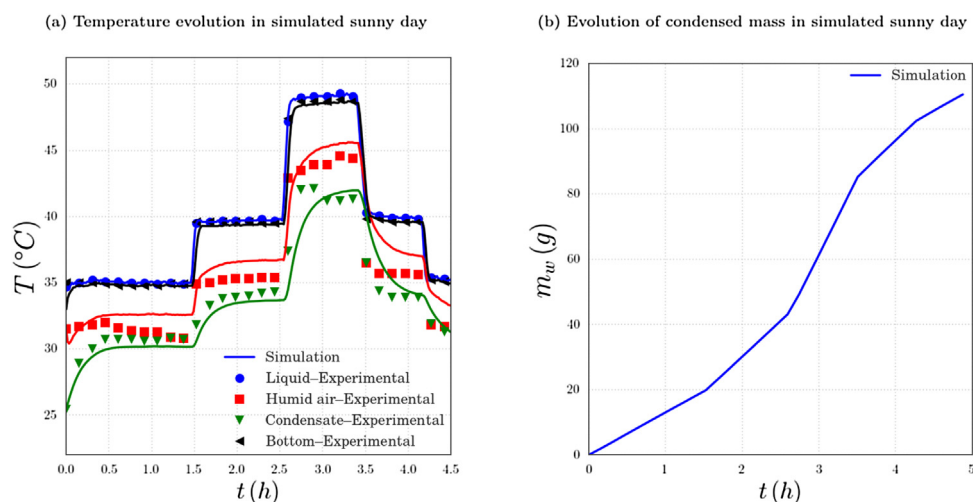 (a) Temperature evolution in simulated sunny day
(b) Evolution of condensed mass in simulated sunny day
50
45
40
35
30
25
T (°C)
Simulation
Liquid–Experimental
Humid air–Experimental
Condensate–Experimental
Bottom–Experimental
0.0 0.5 1.0 1.5 2.0 2.5 3.0 3.5 4.0 4.5
t (h)
120
100
80
60
40
20
0
m_w (g)
Simulation
0 1 2 3 4 5
t (h)